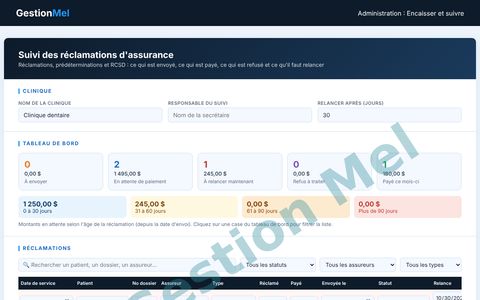 GestionMel
Administration : Encaisser et suivre
Suivi des réclamations d'assurance
Réclamations, prédéterminations et RCSD : ce qui est envoyé, ce qui est payé, ce qui est refusé et ce qu'il faut relancer
CLINIQUE
NOM DE LA CLINIQUE RESPONSABLE DU SUIVI RELANCER APRÈS (JOURS)
Clinique dentaire Nom de la secrétaire 30
TABLEAU DE BORD
0 2 1 0 1
0,00 $ 1 495,00 $ 245,00 $ 0,00 $ 180,00 $
À envoyer En attente de paiement À relancer maintenant Refus à traiter Payé ce mois-ci
1 250,00 $ 245,00 $ 0,00 $ 0,00 $
0 à 30 jours 31 à 60 jours 61 à 90 jours Plus de 90 jours
Montants en attente selon l'âge de la réclamation (depuis la date d'envoi). Cliquez sur une case du tableau de bord pour filtrer la liste.
RÉCLAMATIONS
Rechercher un patient, un dossier, un assureur... Tous les statuts Tous les assureurs Tous les types
Date de service Patient No dossier Assureur Type Réclamé Payé Envoyée le Statut Relance
10/30/202
Gestion Mel